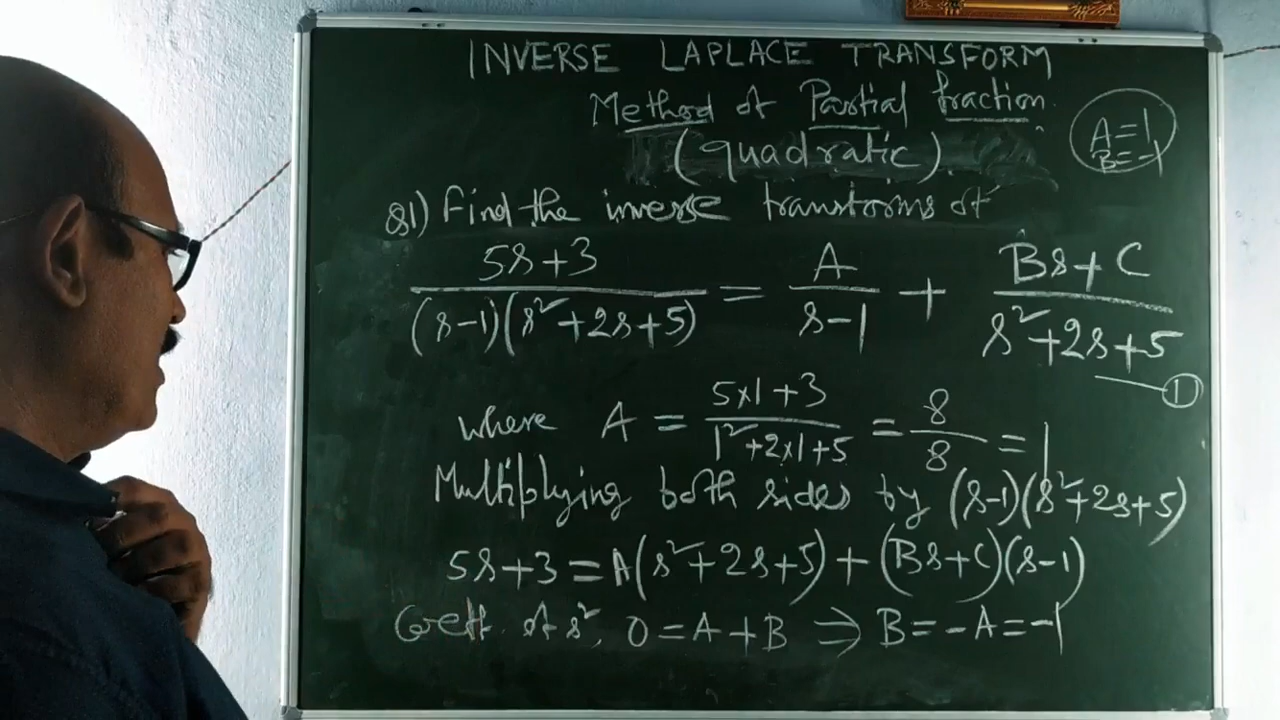 INVERSE LAPLACE TRANSFORM
Method of Partial fraction.
(quadratic)
A=1
B=-1
Q1) Find the inverse transforms of
5s+3/(s-1)(s²+2s+5) = A/s-1 + Bs+C/s²+2s+5
①
where A = 5×1+3/1²+2×1+5 = 8/8 = 1
Multiplying both sides by (s-1)(s²+2s+5)
5s+3=A(s²+2s+5)+(Bs+C)(s-1)
Coeff. of s², 0=A+B ⇒ B=-A=-1